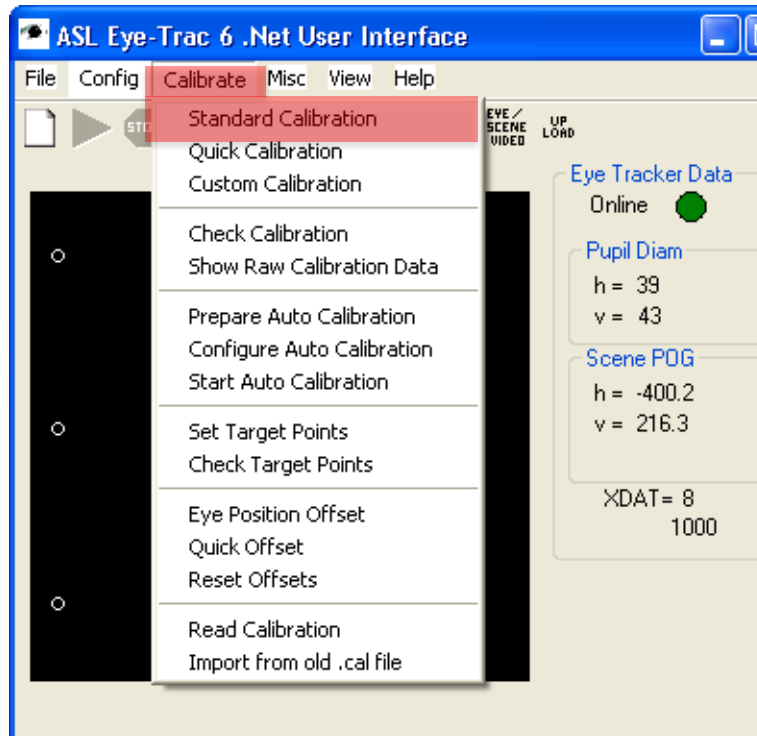 ASL Eye-Trac 6 .Net User Interface
File Config Calibrate Misc View Help
EYE/
SCENE
VIDEO
UP
LOAD
Standard Calibration
Quick Calibration
Custom Calibration
Check Calibration
Show Raw Calibration Data
Prepare Auto Calibration
Configure Auto Calibration
Start Auto Calibration
Set Target Points
Check Target Points
Eye Position Offset
Quick Offset
Reset Offsets
Read Calibration
Import from old .cal file
Eye Tracker Data
Online
Pupil Diam
h = 39
v = 43
Scene POG
h = -400.2
v = 216.3
XDAT= 8
1000